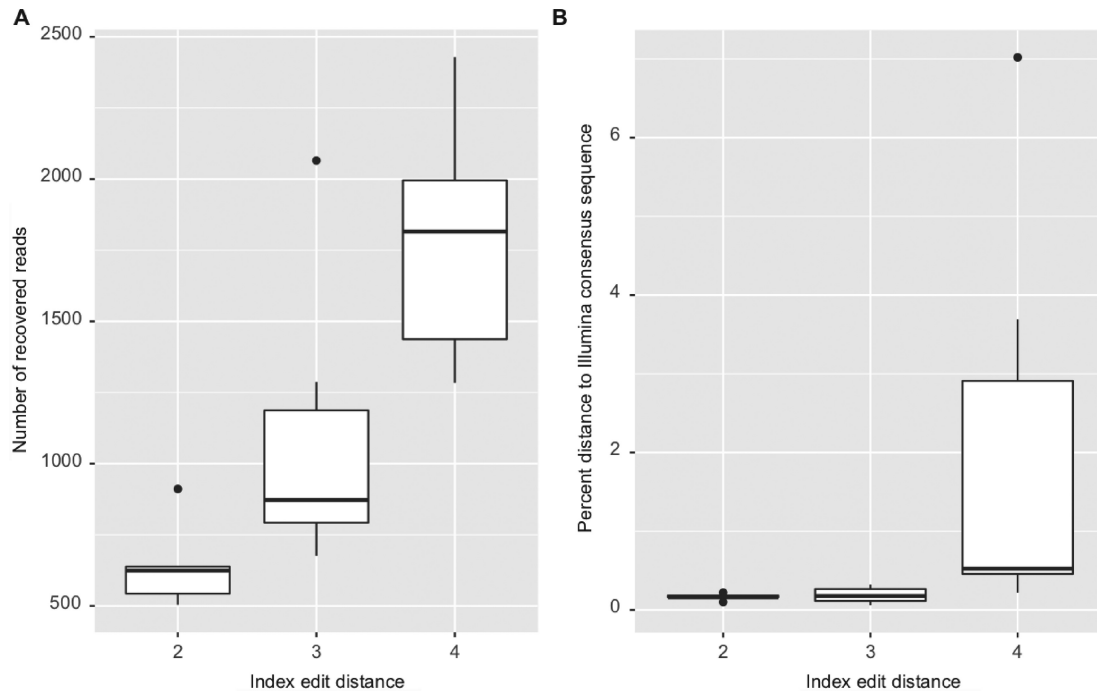 A
Number of recovered reads
2500
2000
1500
1000
500
2 3 4
Index edit distance
B
Percent distance to Illumina consensus sequence
6
4
2
0
2 3 4
Index edit distance